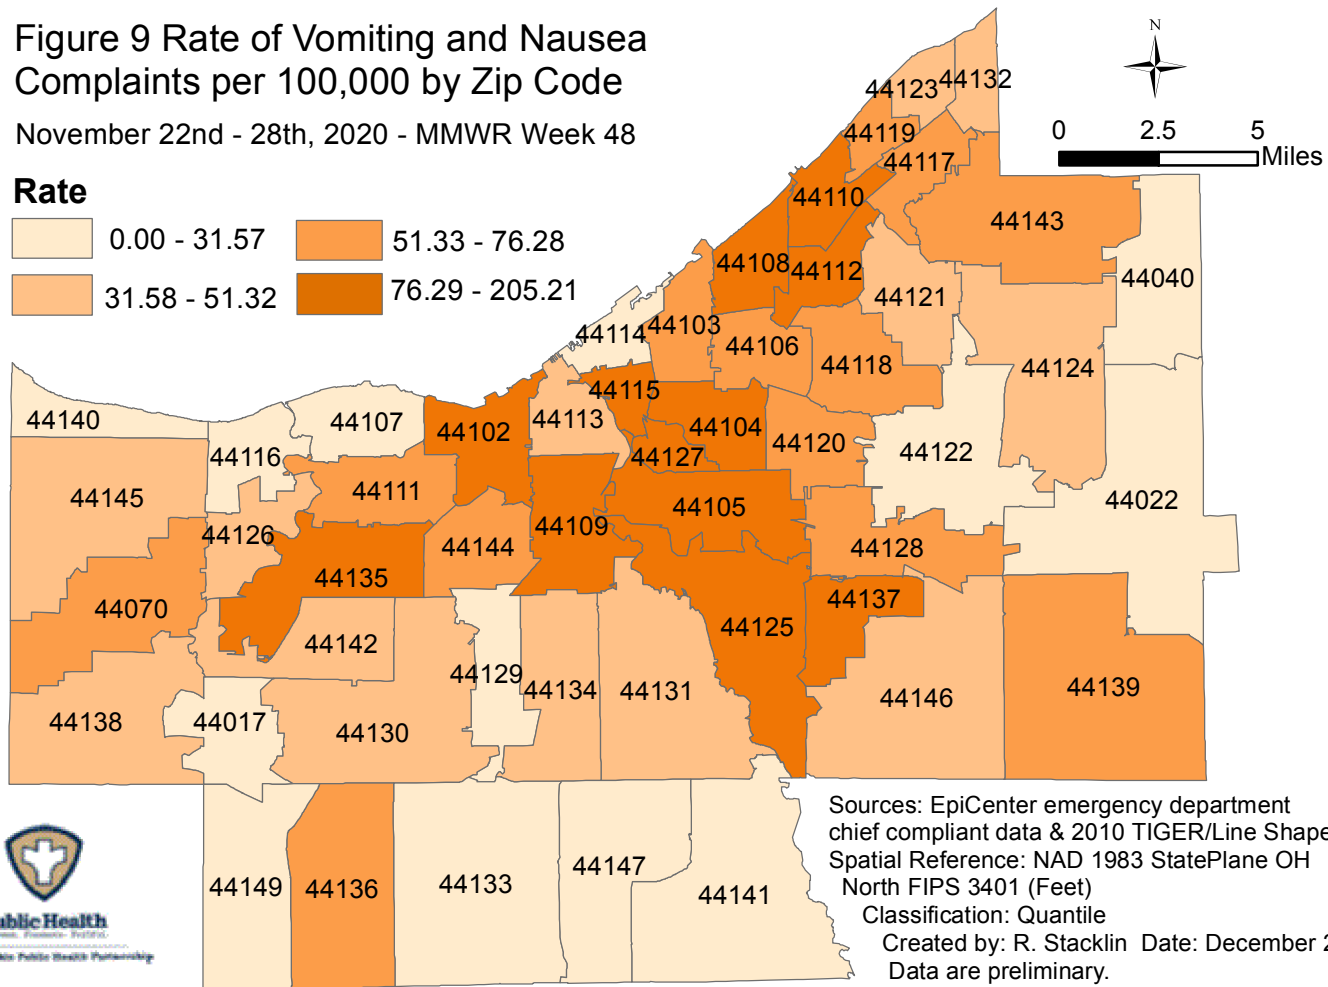 Figure 9 Rate of Vomiting and Nausea
Complaints per 100,000 by Zip Code
November 22nd - 28th, 2020 - MMWR Week 48
Rate
0.00 - 31.57
51.33 - 76.28
31.58 - 51.32
76.29 - 205.21
N
0 2.5 5
Miles
44123
44132
44119
44117
44110
44143
44108
44112
44040
44121
44114
44103
44106
44118
44124
44115
44140
44107
44102
44113
44104
44120
44116
44127
44122
44145
44111
44105
44022
44126
44109
44144
44128
44135
44137
44070
44125
44142
44129
44134
44131
44146
44139
44138
44017
44130
44149
44136
44133
44147
44141
Sources: EpiCenter emergency department
chief compliant data & 2010 TIGER/Line Shape
Spatial Reference: NAD 1983 StatePlane OH
North FIPS 3401 (Feet)
Classification: Quantile
Created by: R. Stacklin Date: December 2
Data are preliminary.
ublic Health
Public Health Partnership